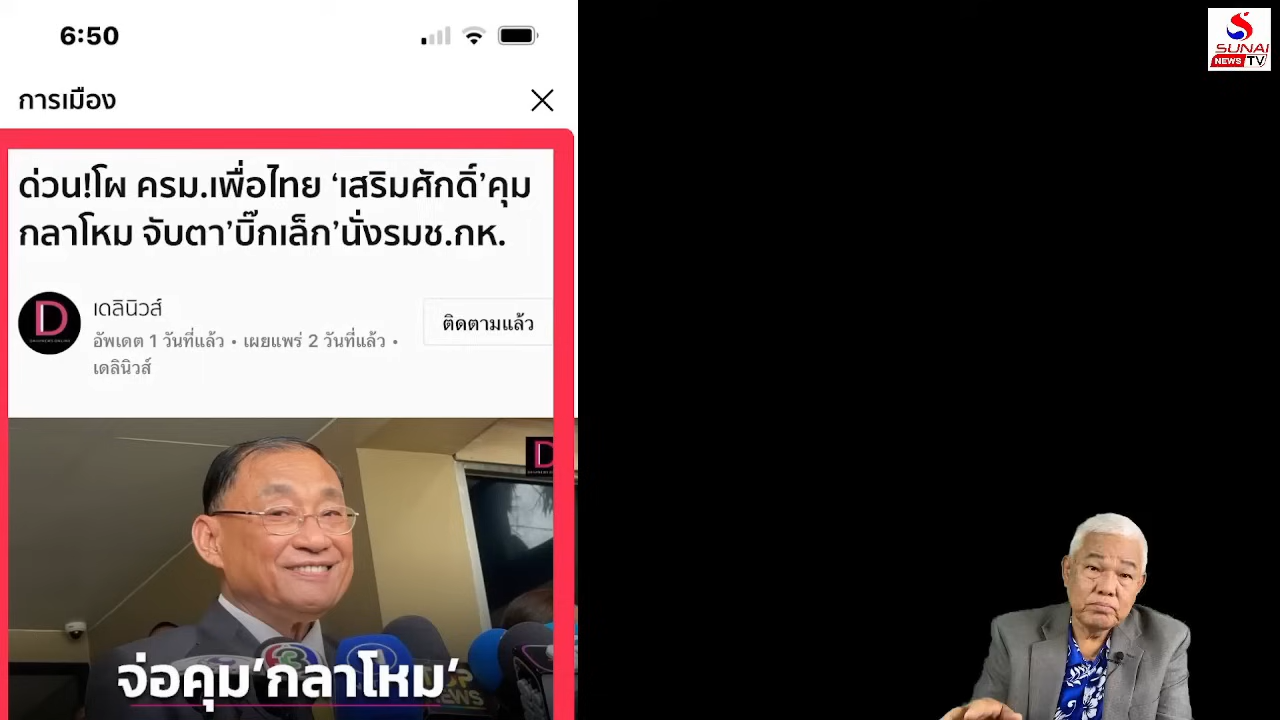 6:50
การเมือง
ด่วน!โผ ครม.เพื่อไทย ‘เสริมศักดิ์’คุม
กลาโหม จับตา’บิ๊กเล็ก’นั่งรมช.กห.
เดลินิวส์
อัพเดต 1 วันที่แล้ว • เผยแพร่ 2 วันที่แล้ว •
เดลินิวส์
ติดตามแล้ว
จ่อคุม’กลาโหม’
SUNAI
NEWS TV